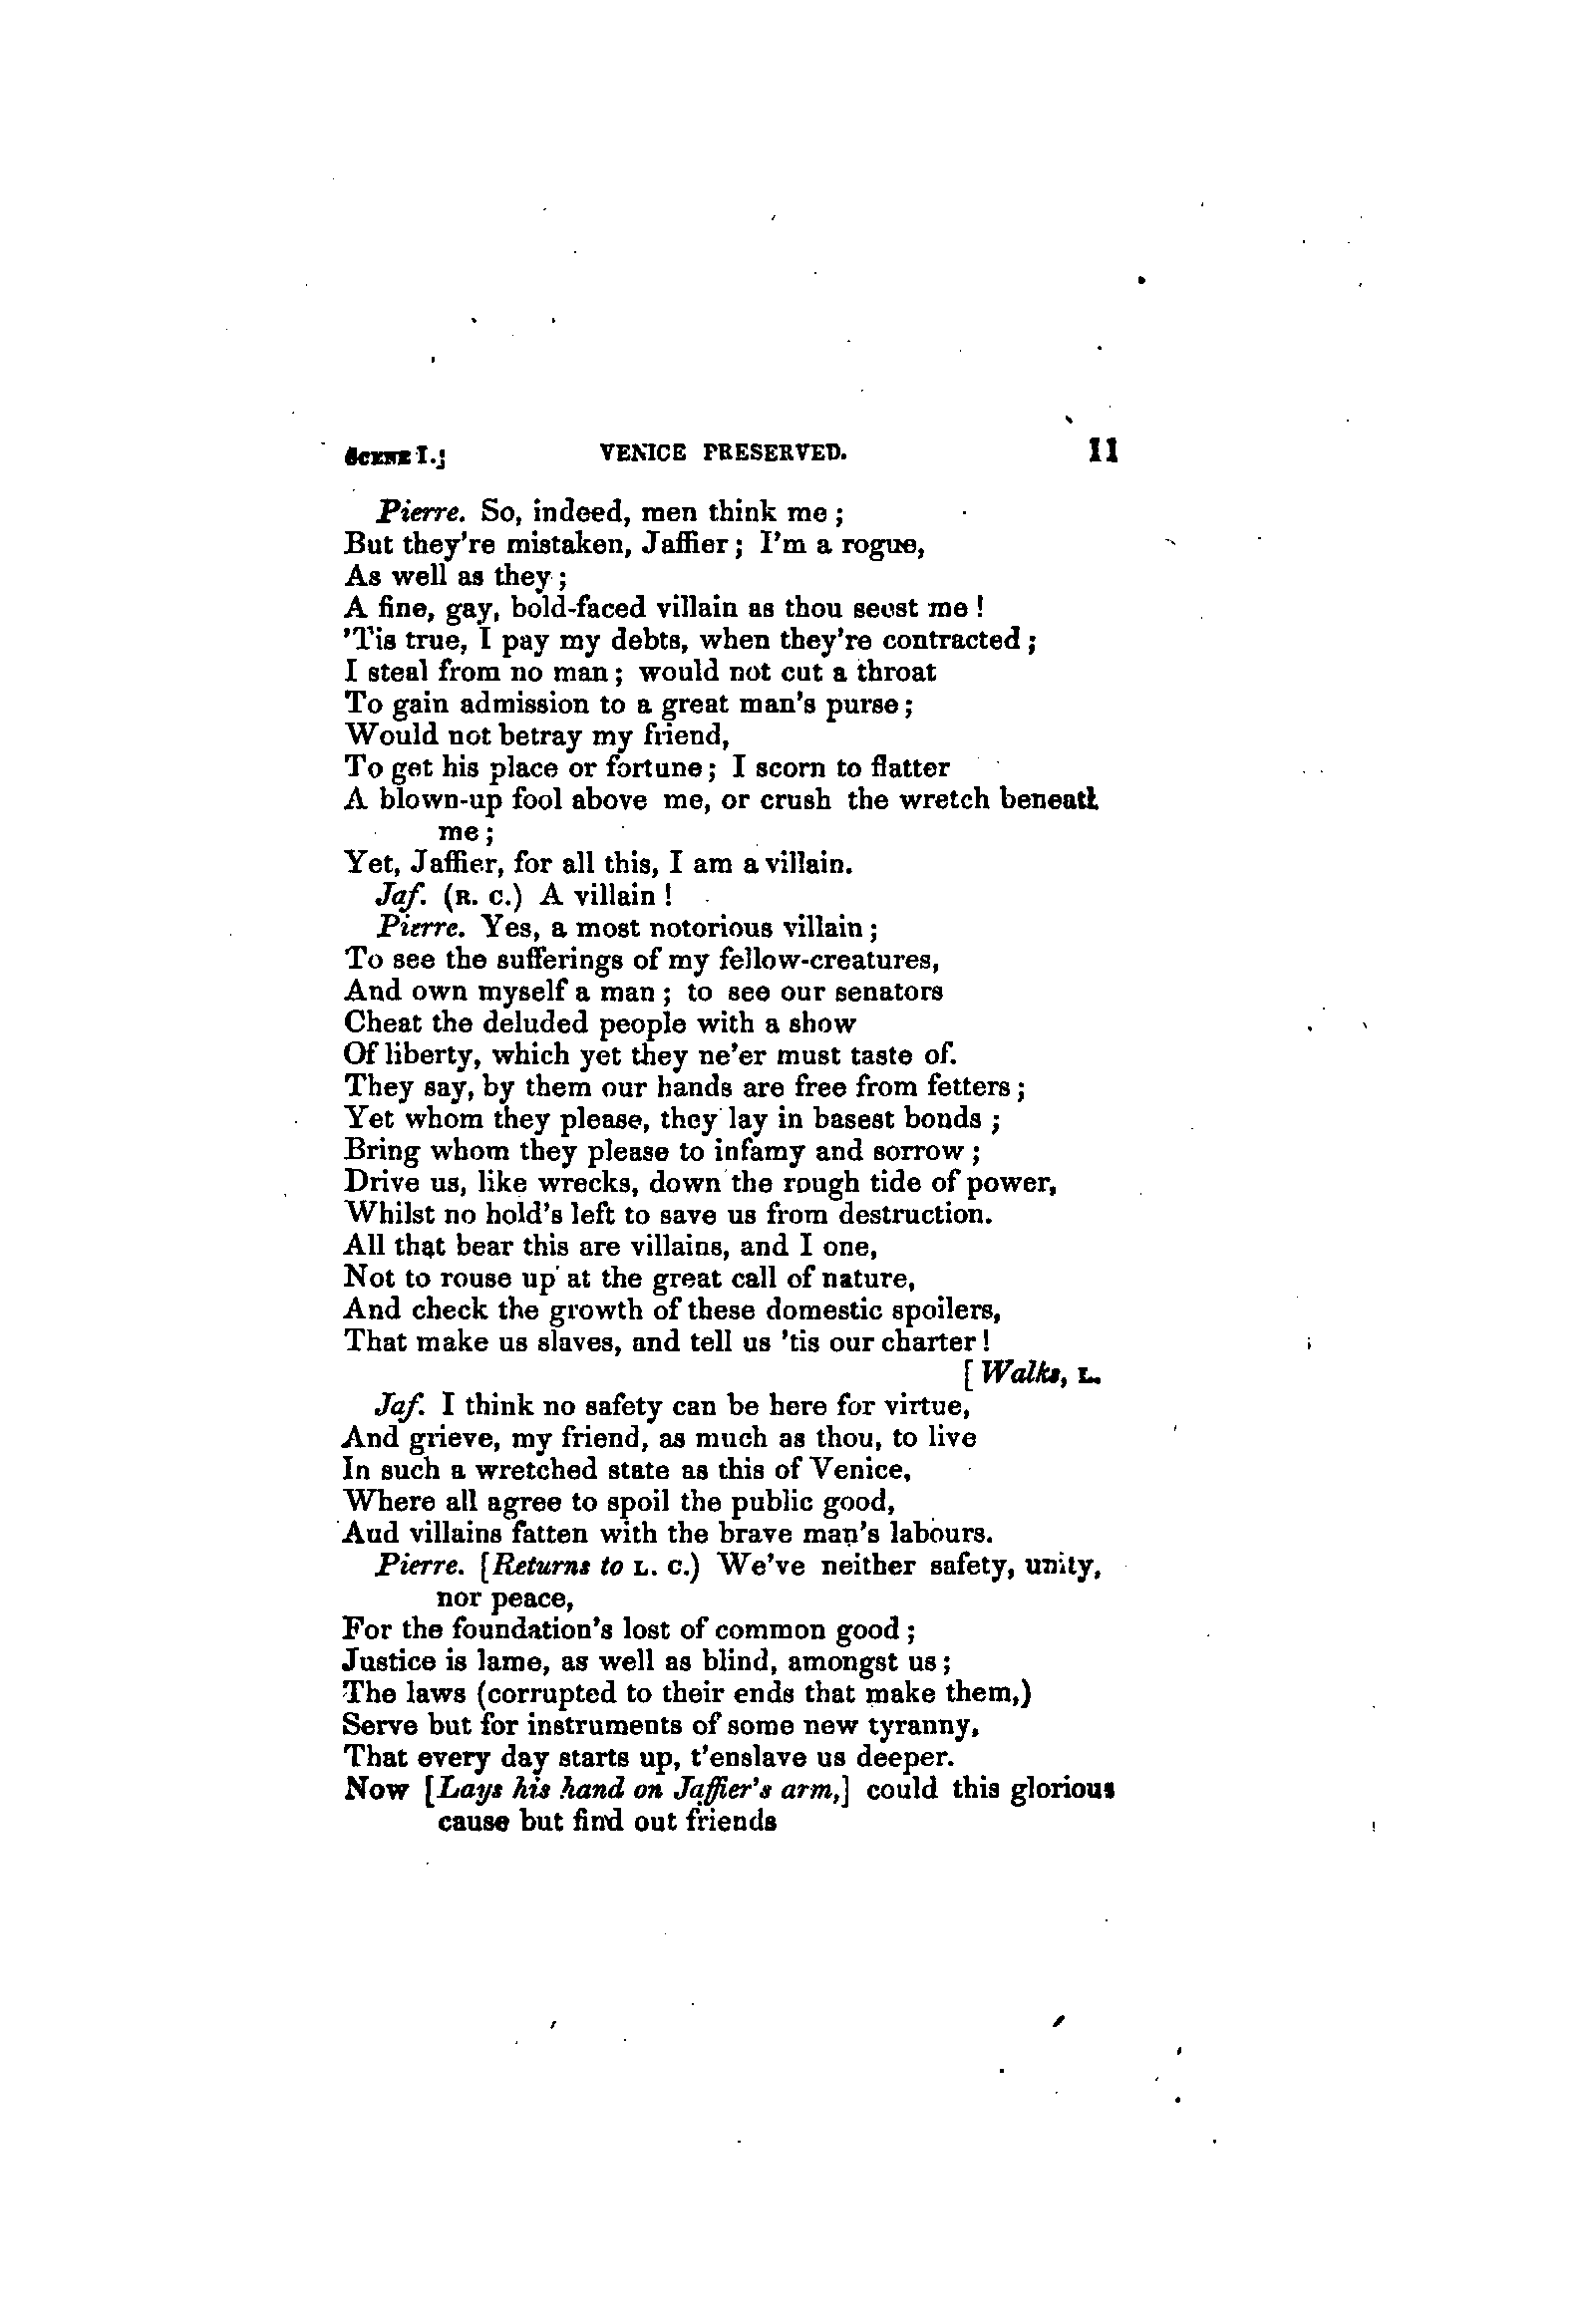 SCENE I.]    VENICE PRESERVED.    11
Pierre. So, indeed, men think me ;
But they're mistaken, Jaffier ; I'm a rogue,
As well as they ;
A fine, gay, bold-faced villain as thou seest me !
'Tis true, I pay my debts, when they're contracted ;
I steal from no man ; would not cut a throat
To gain admission to a great man's purse ;
Would not betray my friend,
To get his place or fortune ; I scorn to flatter
A blown-up fool above me, or crush the wretch beneath
me ;
Yet, Jaffier, for all this, I am a villain.
Jaf. (R. C.) A villain !
Pierre. Yes, a most notorious villain ;
To see the sufferings of my fellow-creatures,
And own myself a man ; to see our senators
Cheat the deluded people with a show
Of liberty, which yet they ne'er must taste of.
They say, by them our hands are free from fetters ;
Yet whom they please, they lay in basest bonds ;
Bring whom they please to infamy and sorrow ;
Drive us, like wrecks, down the rough tide of power,
Whilst no hold's left to save us from destruction.
All that bear this are villains, and I one,
Not to rouse up at the great call of nature,
And check the growth of these domestic spoilers,
That make us slaves, and tell us 'tis our charter !
[Walks, L.
Jaf. I think no safety can be here for virtue,
And grieve, my friend, as much as thou, to live
In such a wretched state as this of Venice,
Where all agree to spoil the public good,
And villains fatten with the brave man's labours.
Pierre. [Returns to L. C.) We've neither safety, unity,
nor peace,
For the foundation's lost of common good ;
Justice is lame, as well as blind, amongst us ;
The laws (corrupted to their ends that make them,)
Serve but for instruments of some new tyranny,
That every day starts up, t'enslave us deeper.
Now [Lays his hand on Jaffier's arm,] could this glorious
cause but find out friends